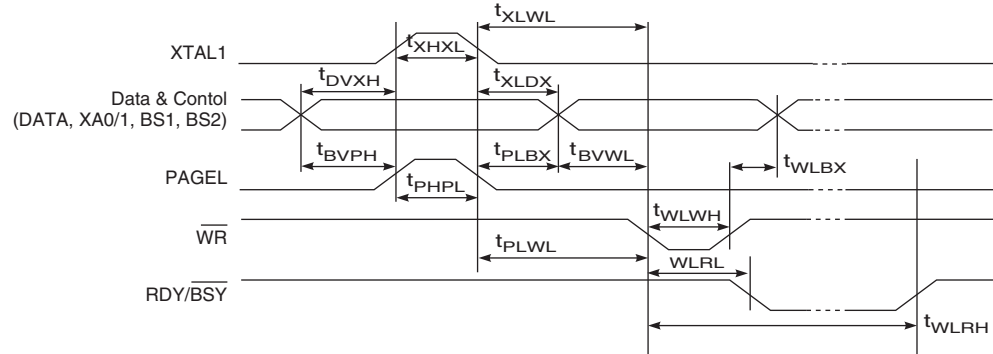 tXLWL
XTAL1
tXHXL
tDVXH
tXLDX
Data & Contol
(DATA, XA0/1, BS1, BS2)
tBVPH
tPLBX
tBVWL
tWLBX
PAGEL
tPHPL
tWLWH
WR
tPLWL
WLRL
RDY/BSY
tWLRH